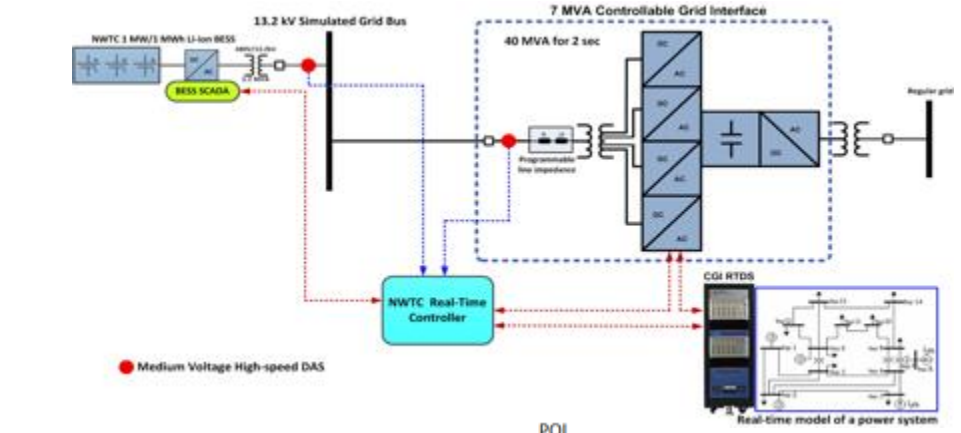 7 MVA Controllable Grid Interface
13.2 kV Simulated Grid Bus
40 MVA for 2 sec
NWTC 1 MW/1 MWh Li-Ion BESS
DC
AC
BESS SCADA
DC
AC
DC
AC
DC
AC
DC
AC
AC
DC
Regular grid
Programmable
line impedance
CGI RTDS
NWTC Real-Time
Controller
Medium Voltage High-speed DAS
Real-time model of a power system
POI